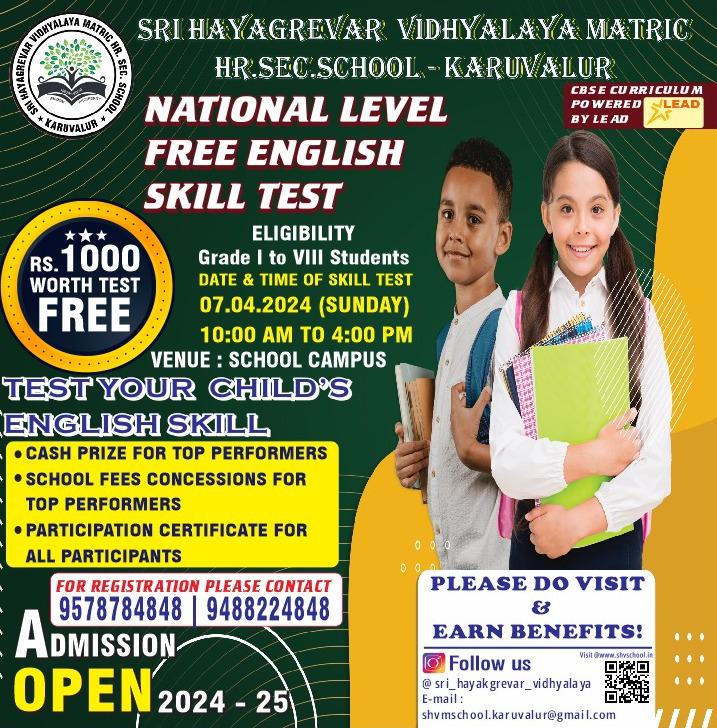 SRI HAYAGREVAR VIDHYALAYA MATRIC
HR.SEC.SCHOOL - KARUVALUR
SRI HAYAGREVAR VIDHYALAYA MATRIC HR. SEC. SCHOOL
★ KARUVALUR ★
CBSE CURRICULUM
POWERED
BY LEAD
LEAD
NATIONAL LEVEL
FREE ENGLISH
SKILL TEST
ELIGIBILITY
Grade I to VIII Students
DATE & TIME OF SKILL TEST
07.04.2024 (SUNDAY)
10:00 AM TO 4:00 PM
VENUE : SCHOOL CAMPUS
★★★
RS.1000
WORTH TEST
FREE
TEST YOUR CHILD'S
ENGLISH SKILL
• CASH PRIZE FOR TOP PERFORMERS
• SCHOOL FEES CONCESSIONS FOR
TOP PERFORMERS
• PARTICIPATION CERTIFICATE FOR
ALL PARTICIPANTS
FOR REGISTRATION PLEASE CONTACT
9578784848 | 9488224848
ADMISSION
OPEN 2024 - 25
PLEASE DO VISIT
&
EARN BENEFITS!
Visit @www.shvschool.in
Follow us
@ sri_hayakgrevar_vidhyalaya
E-mail :
shvmschool.karuvalur@gmail.com